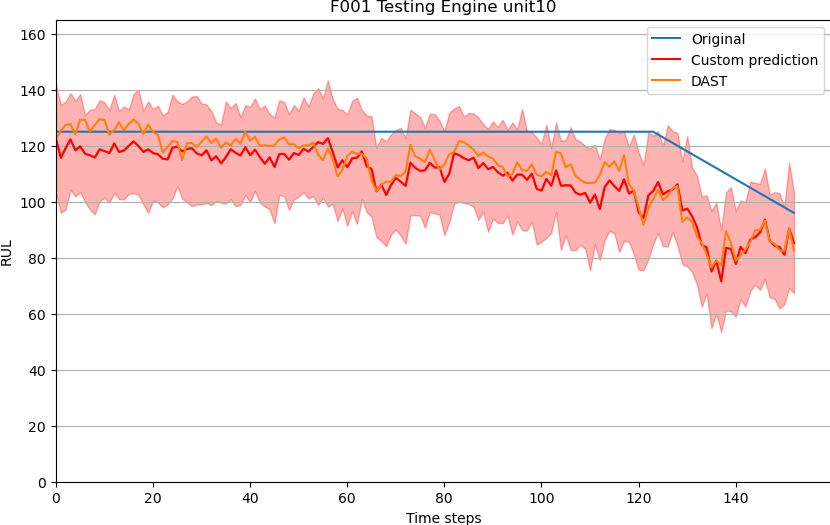 F001 Testing Engine unit10
Original
Custom prediction
DAST
RUL
160
140
120
100
80
60
40
20
0
0 20 40 60 80 100 120 140
Time steps